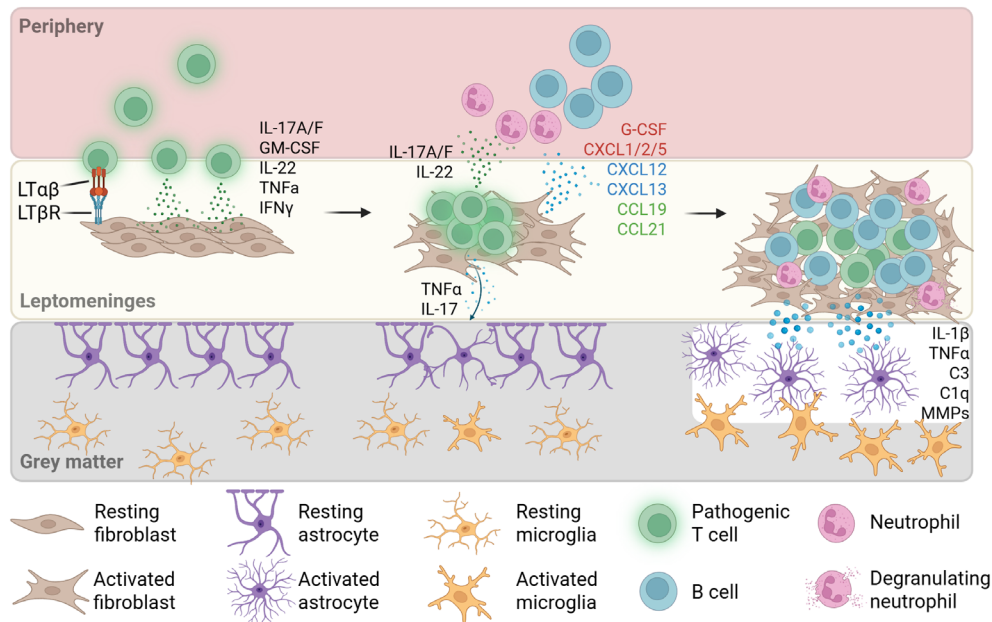 Periphery
IL-17A/F
GM-CSF
IL-22
TNFa
IFNγ
LTαβ
LTβR
IL-17A/F
IL-22
G-CSF
CXCL1/2/5
CXCL12
CXCL13
CCL19
CCL21
TNFα
IL-17
Leptomeninges
IL-1β
TNFα
C3
C1q
MMPs
Grey matter
Resting
fibroblast
Resting
astrocyte
Resting
microglia
Pathogenic
T cell
Neutrophil
Activated
fibroblast
Activated
astrocyte
Activated
microglia
B cell
Degranulating
neutrophil